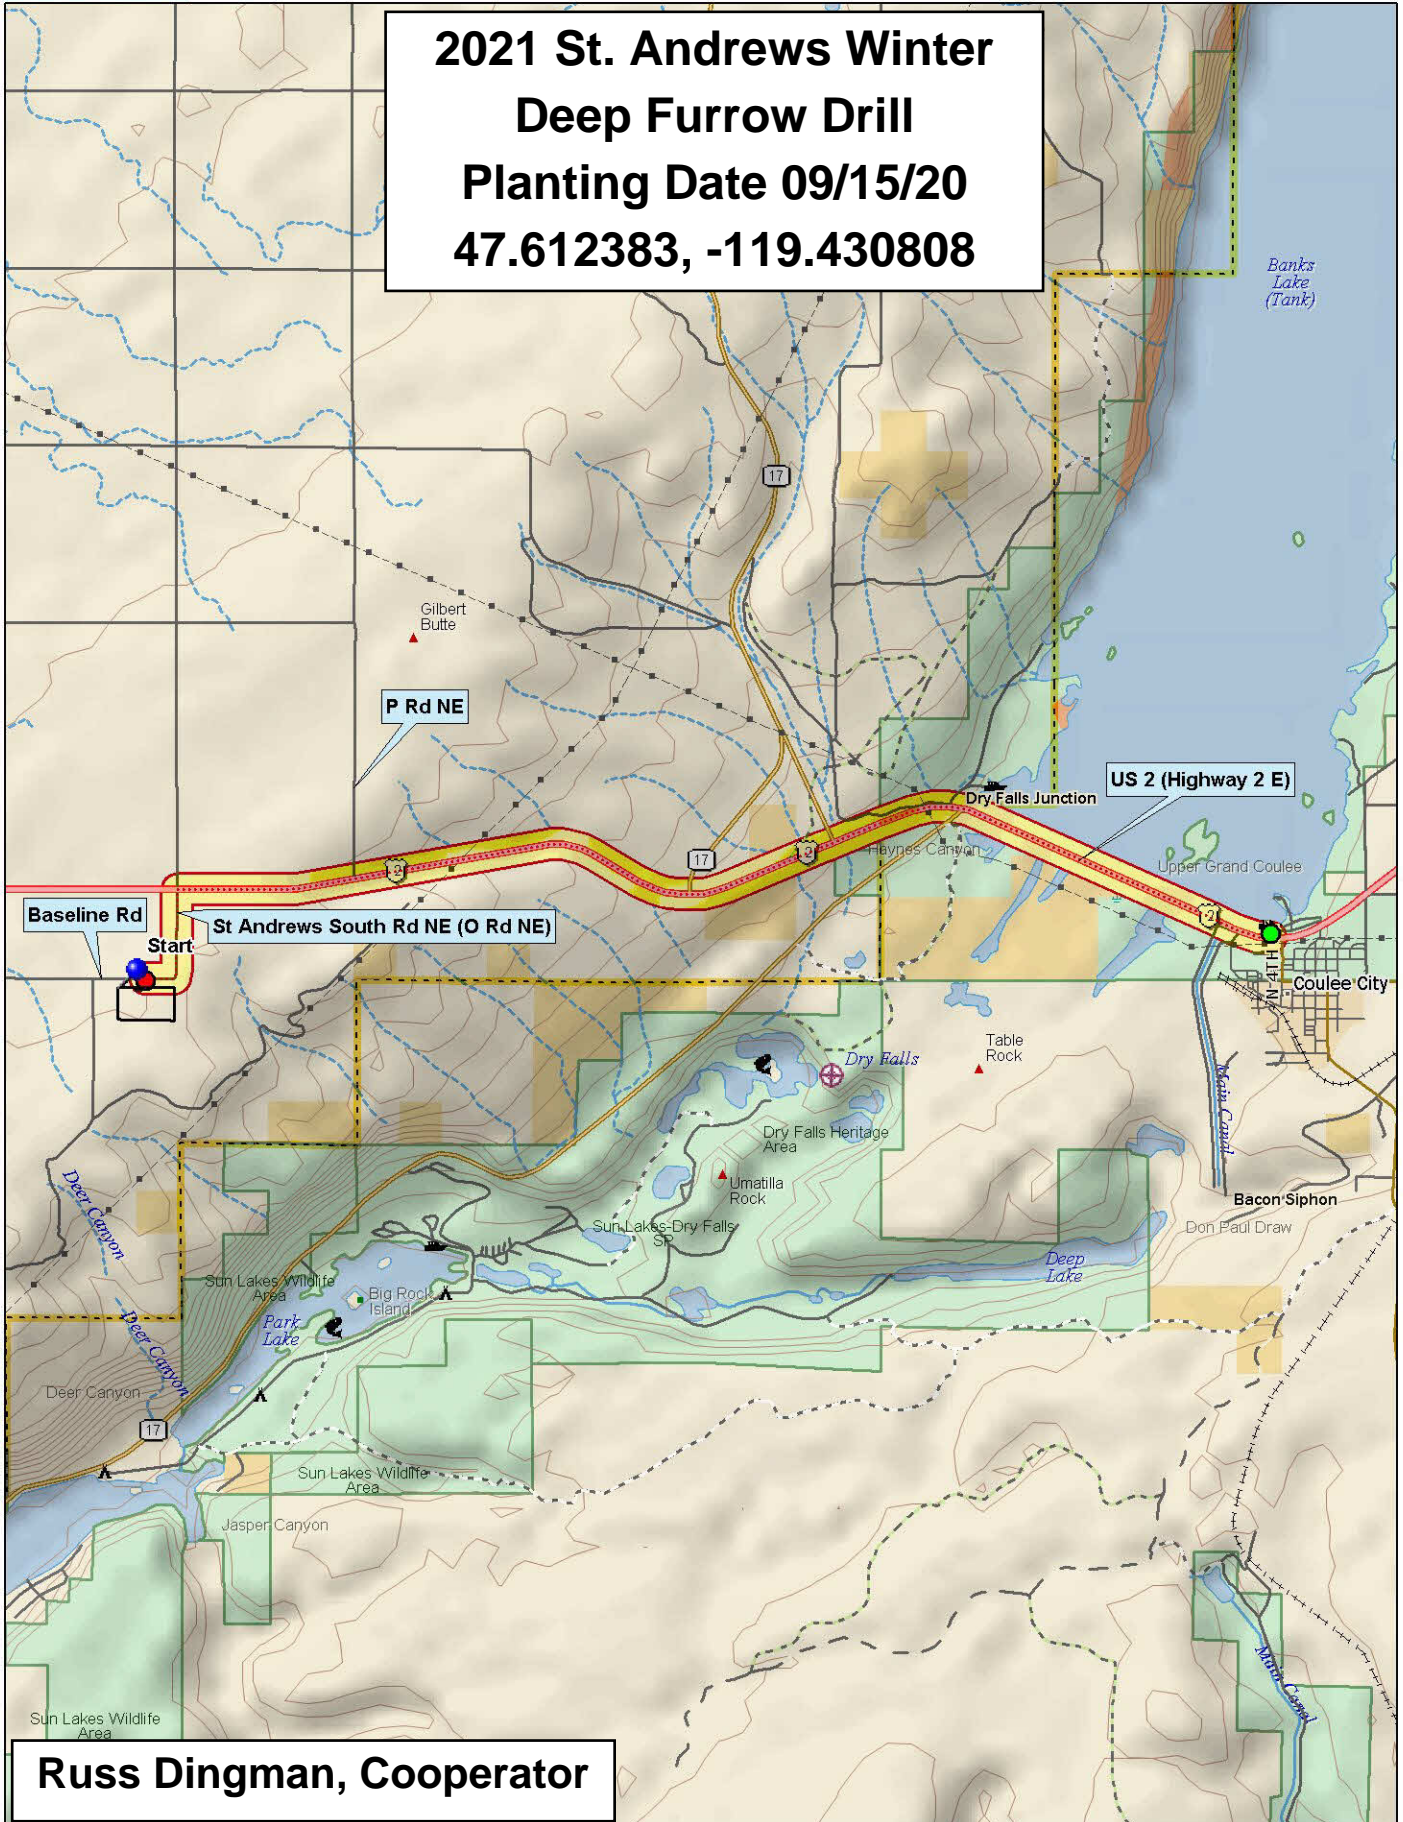 2021 St. Andrews Winter
Deep Furrow Drill
Planting Date 09/15/20
47.612383, -119.430808
Banks
Lake
(Tank)
17
Gilbert
Butte
P Rd NE
US 2 (Highway 2 E)
Dry Falls Junction
17
2
2
Haynes Canyon
Upper Grand Coulee
2
Baseline Rd
St Andrews South Rd NE (O Rd NE)
Start
N 4TH
Coulee City
Table
Rock
Dry Falls
Main Canal
Dry Falls Heritage
Area
Umatilla
Rock
Deer Canyon
Bacon Siphon
Don Paul Draw
Sun Lakes-Dry Falls
SP
Deep
Lake
Sun Lakes Wildlife
Area
Big Rock
Island
Park
Lake
Deer Canyon
Deer Canyon
17
Sun Lakes Wildlife
Area
Jasper Canyon
Main Canal
Sun Lakes Wildlife
Area
Russ Dingman, Cooperator